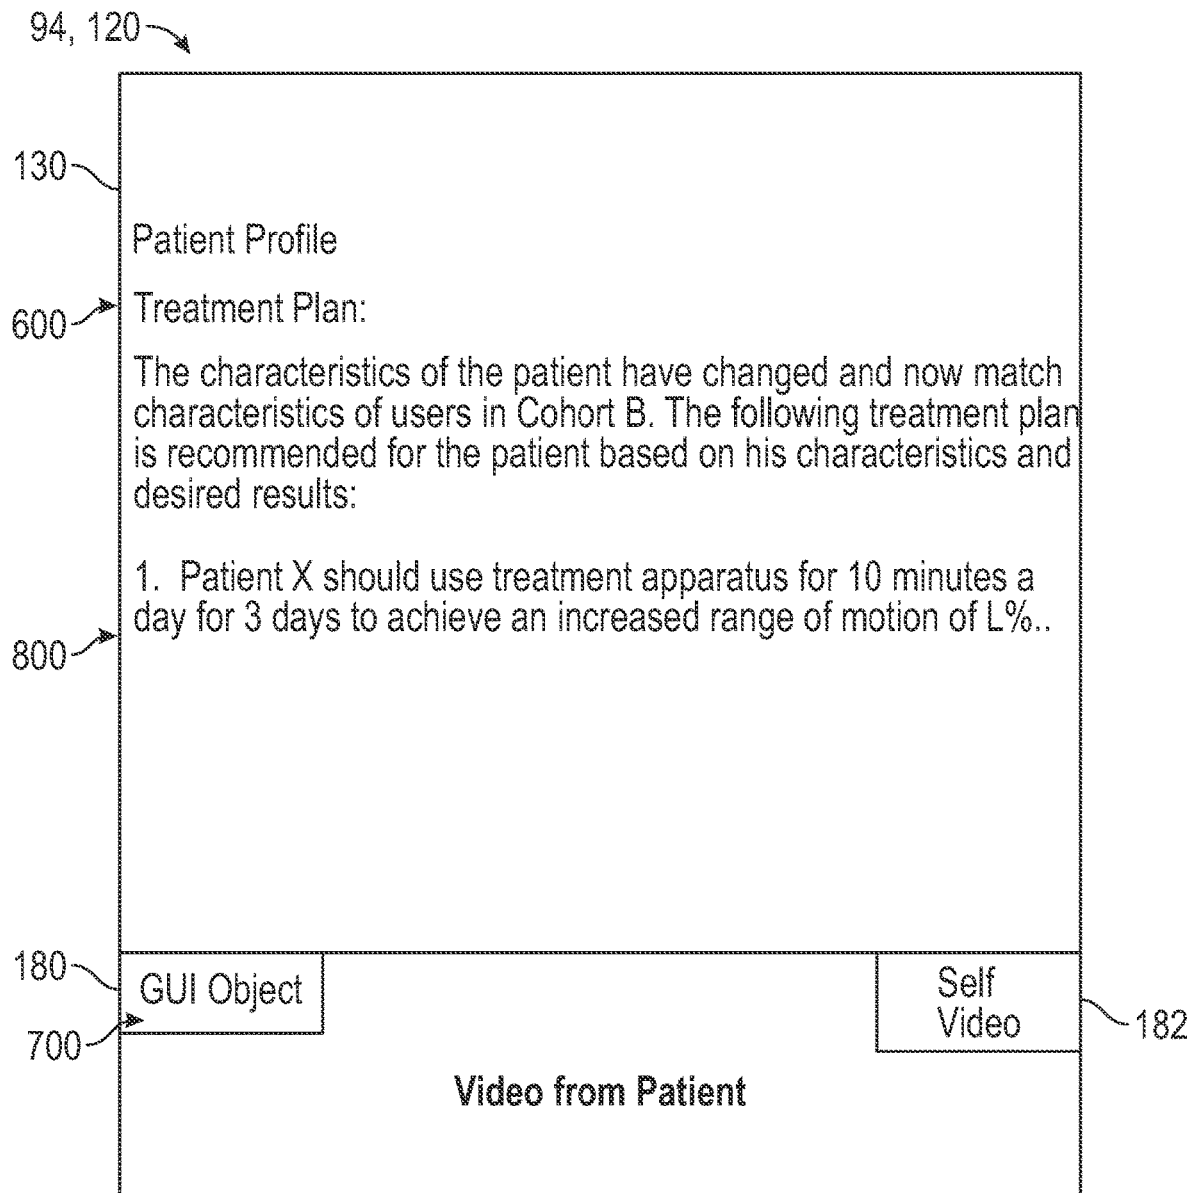 94, 120
130
Patient Profile
600
Treatment Plan:
The characteristics of the patient have changed and now match
characteristics of users in Cohort B. The following treatment plan
is recommended for the patient based on his characteristics and
desired results:
1. Patient X should use treatment apparatus for 10 minutes a
day for 3 days to achieve an increased range of motion of L%..
800
180
GUI Object
700
Self
Video
182
Video from Patient